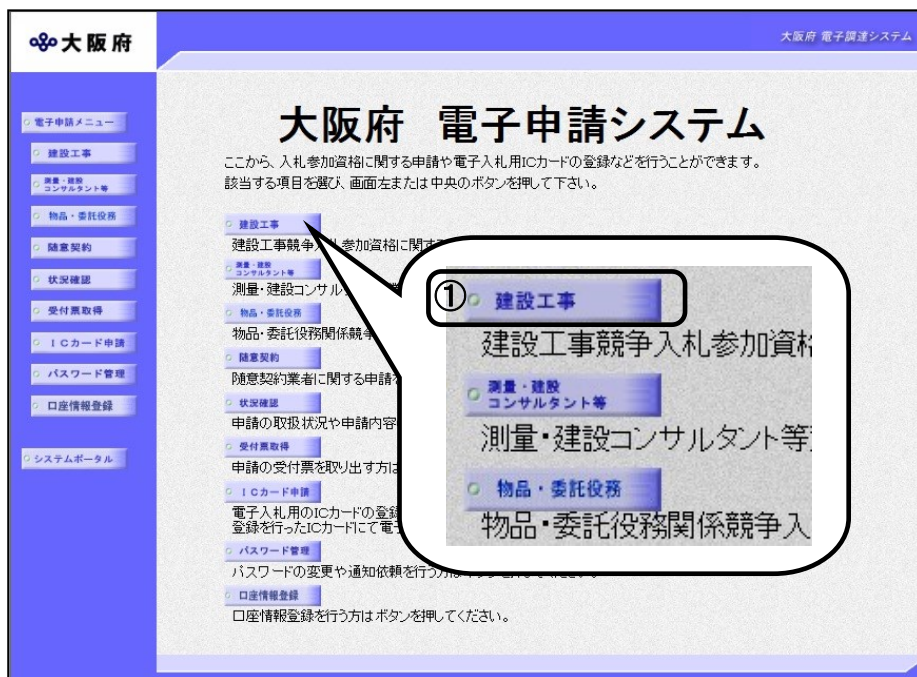 大阪府
大阪府 電子調達システム
電子申請メニュー
建設工事
測量・建設
コンサルタント等
物品・委託役務
随意契約
状況確認
受付票取得
ICカード申請
パスワード管理
口座情報登録
システムポータル
大阪府 電子申請システム
ここから、入札参加資格に関する申請や電子入札用ICカードの登録などを行うことができます。
該当する項目を選び、画面左または中央のボタンを押して下さい。
建設工事
建設工事競争入札参加資格に関す
測量・建設
コンサルタント等
測量・建設コンサル
物品・委託役務
物品・委託役務関係競争
随意契約
随意契約業者に関する申請
状況確認
申請の取扱状況や申請内容
受付票取得
申請の受付票を取り出す方は
ICカード申請
電子入札用のICカードの登録
登録を行ったICカードにて電
パスワード管理
パスワードの変更や通知依頼を行う方はボタンを押してください。
口座情報登録
口座情報登録を行う方はボタンを押してください。
①
建設工事
建設工事競争入札参加資格
測量・建設
コンサルタント等
測量・建設コンサルタント等
物品・委託役務
物品・委託役務関係競争入